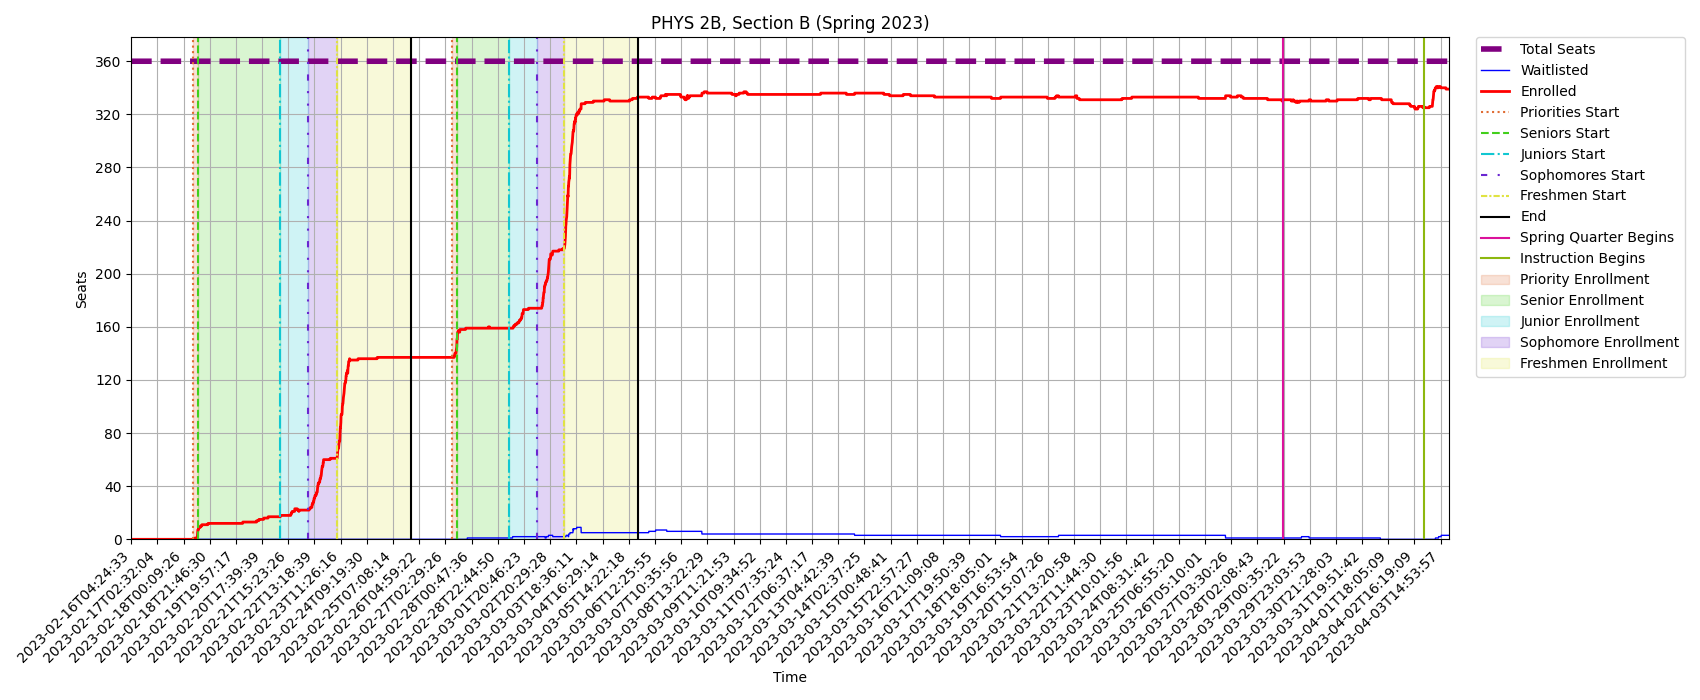 PHYS 2B, Section B (Spring 2023)
Seats
360
320
280
240
200
160
120
80
40
0
2023-02-16T04:24:33
2023-02-17T02:32:04
2023-02-18T00:09:26
2023-02-18T21:46:30
2023-02-19T19:57:17
2023-02-20T17:39:39
2023-02-21T15:23:26
2023-02-22T13:18:39
2023-02-23T11:26:16
2023-02-24T09:19:30
2023-02-25T07:08:14
2023-02-26T04:59:22
2023-02-27T02:29:26
2023-02-28T00:47:36
2023-02-28T22:44:50
2023-03-01T20:46:23
2023-03-02T20:29:28
2023-03-03T18:36:11
2023-03-04T16:29:14
2023-03-05T14:22:18
2023-03-06T12:25:55
2023-03-07T10:35:56
2023-03-08T13:22:29
2023-03-09T11:21:53
2023-03-10T09:34:52
2023-03-11T07:35:24
2023-03-12T06:37:17
2023-03-13T04:42:39
2023-03-14T02:37:25
2023-03-15T00:48:41
2023-03-15T22:57:27
2023-03-16T21:09:08
2023-03-17T19:50:39
2023-03-18T18:05:01
2023-03-19T16:53:54
2023-03-20T15:07:26
2023-03-21T13:20:58
2023-03-22T11:44:30
2023-03-23T10:01:56
2023-03-24T08:31:42
2023-03-25T06:55:20
2023-03-26T05:10:01
2023-03-27T03:30:26
2023-03-28T02:08:43
2023-03-29T00:35:22
2023-03-29T23:03:53
2023-03-30T21:28:03
2023-03-31T19:51:42
2023-04-01T18:05:09
2023-04-02T16:19:09
2023-04-03T14:53:57
Time
Total Seats
Waitlisted
Enrolled
Priorities Start
Seniors Start
Juniors Start
Sophomores Start
Freshmen Start
End
Spring Quarter Begins
Instruction Begins
Priority Enrollment
Senior Enrollment
Junior Enrollment
Sophomore Enrollment
Freshmen Enrollment